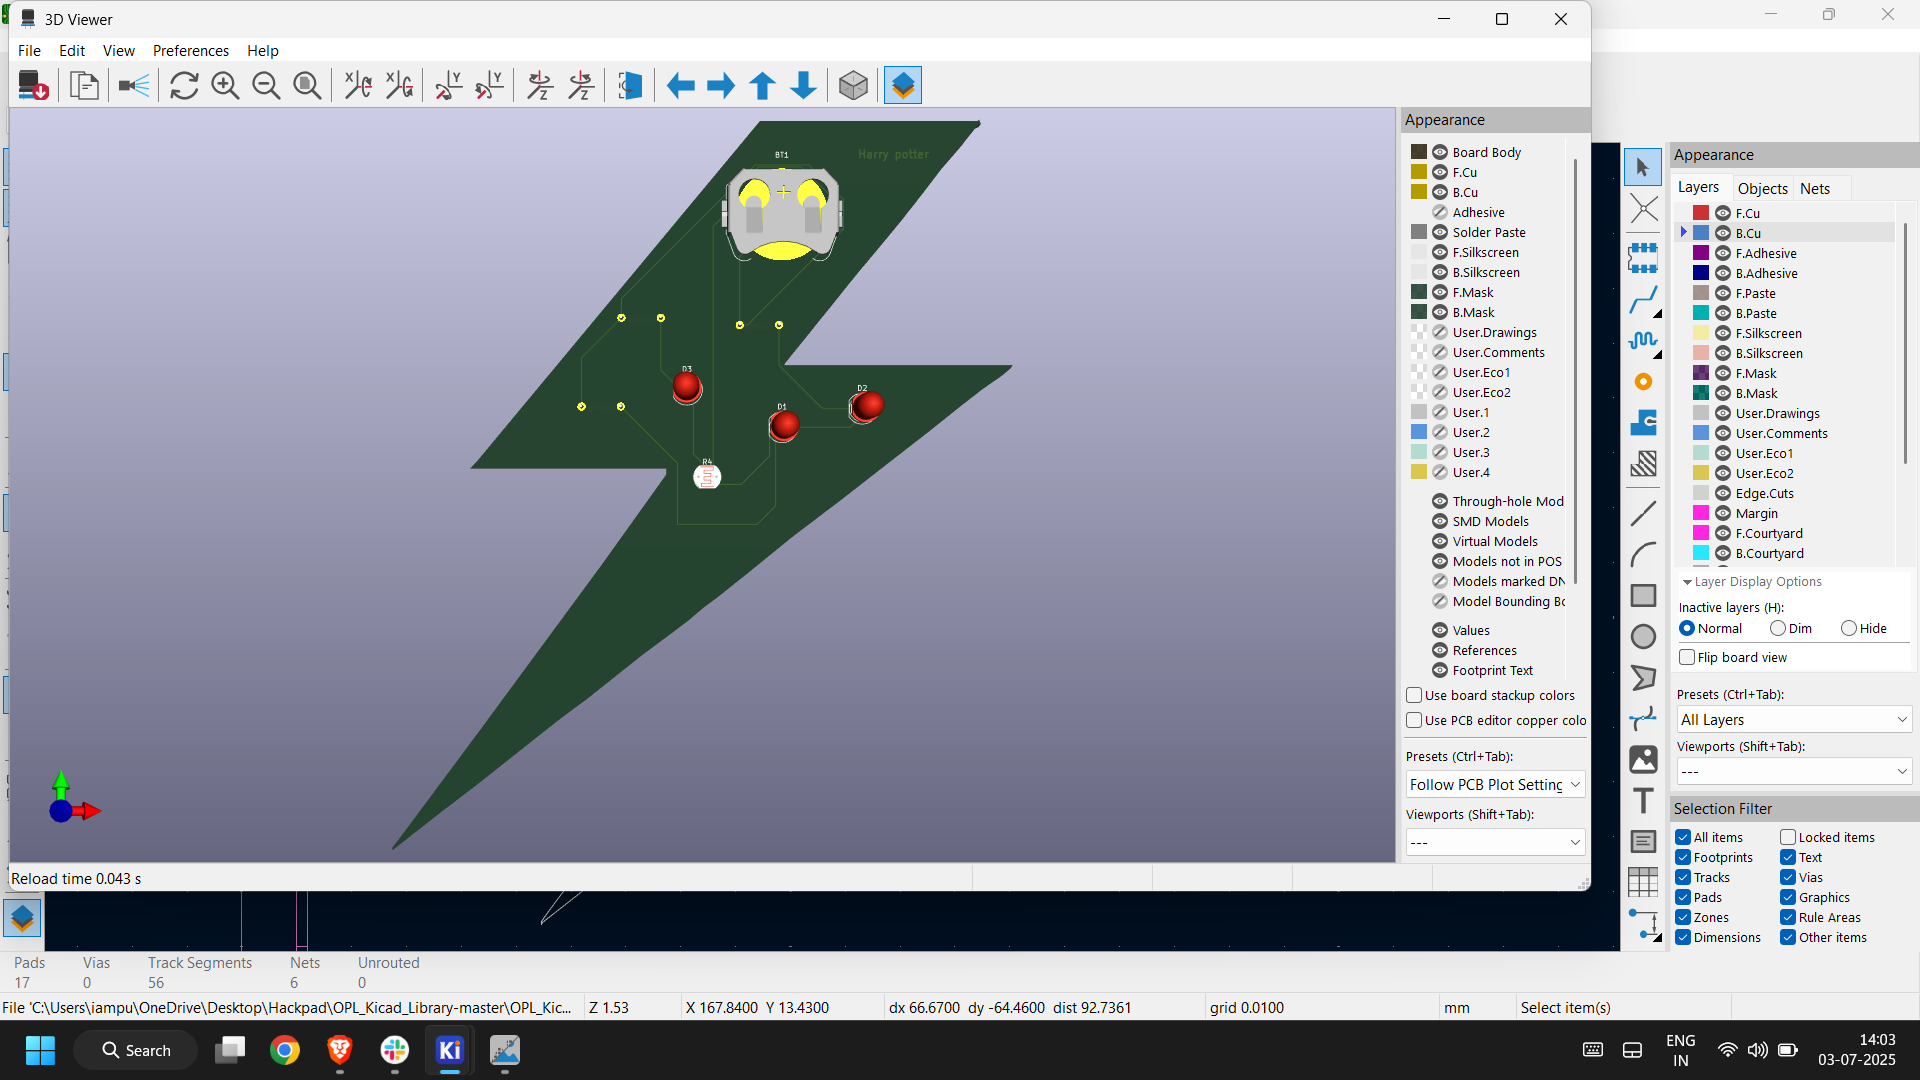 3D Viewer
File Edit View Preferences Help
Appearance
Board Body
F.Cu
B.Cu
Adhesive
Solder Paste
F.Silkscreen
B.Silkscreen
F.Mask
B.Mask
User.Drawings
User.Comments
User.Eco1
User.Eco2
User.1
User.2
User.3
User.4
Through-hole Mod
SMD Models
Virtual Models
Models not in POS
Models marked DN
Model Bounding Bo
Values
References
Footprint Text
Use board stackup colors
Use PCB editor copper colo
Presets (Ctrl+Tab):
Follow PCB Plot Setting
Viewports (Shift+Tab):
---
BT1
Harry potter
D3
D2
D1
R4
Reload time 0.043 s
Appearance
Layers Objects Nets
F.Cu
B.Cu
F.Adhesive
B.Adhesive
F.Paste
B.Paste
F.Silkscreen
B.Silkscreen
F.Mask
B.Mask
User.Drawings
User.Comments
User.Eco1
User.Eco2
Edge.Cuts
Margin
F.Courtyard
B.Courtyard
Layer Display Options
Inactive layers (H):
Normal Dim Hide
Flip board view
Presets (Ctrl+Tab):
All Layers
Viewports (Shift+Tab):
---
Selection Filter
All items Locked items
Footprints Text
Tracks Vias
Pads Graphics
Zones Rule Areas
Dimensions Other items
Pads Vias Track Segments Nets Unrouted
17 0 56 6 0
File 'C:\Users\iampu\OneDrive\Desktop\Hackpad\OPL_Kicad_Library-master\OPL_Kic... Z 1.53 X 167.8400 Y 13.4300 dx 66.6700 dy -64.4600 dist 92.7361 grid 0.0100 mm Select item(s)
Search
Ki
ENG
IN
14:03
03-07-2025